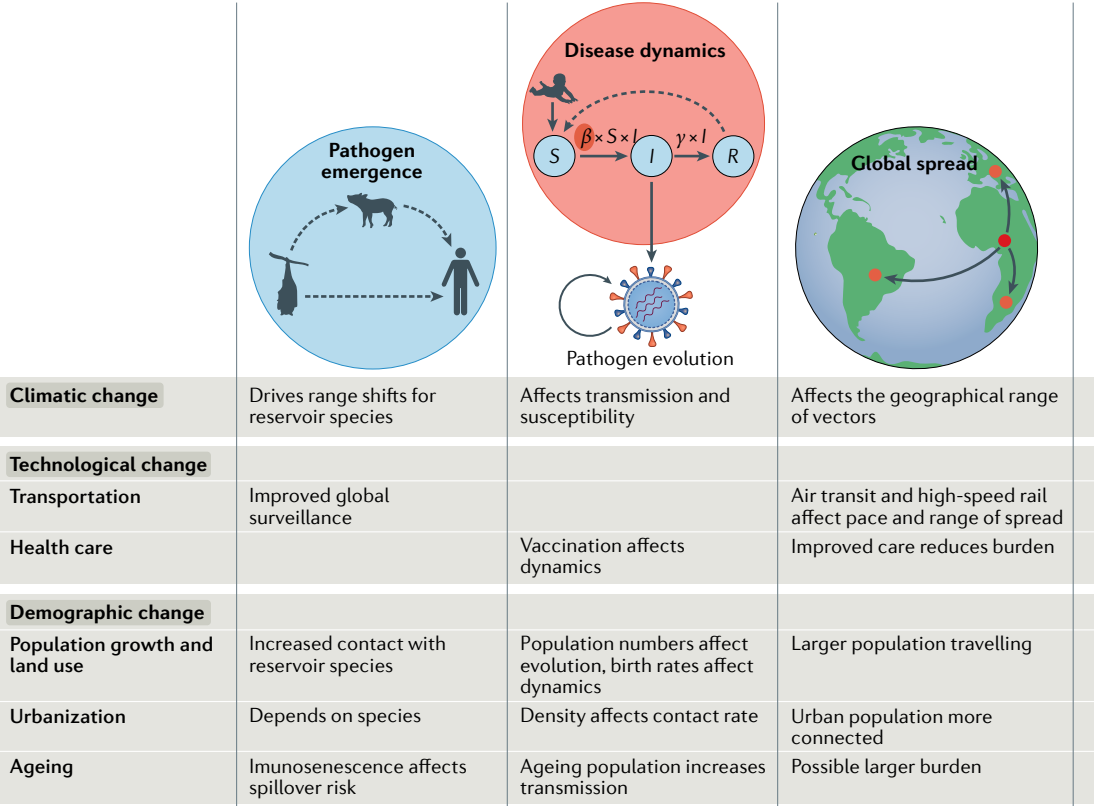 Disease dynamics
S
β × S × I
I
γ × I
R
Pathogen
emergence
Global spread
Pathogen evolution
Climatic change
Drives range shifts for
reservoir species
Affects transmission and
susceptibility
Affects the geographical range
of vectors
Technological change
Transportation
Improved global
surveillance
Air transit and high-speed rail
affect pace and range of spread
Health care
Vaccination affects
dynamics
Improved care reduces burden
Demographic change
Population growth and
land use
Increased contact with
reservoir species
Population numbers affect
evolution, birth rates affect
dynamics
Larger population travelling
Urbanization
Depends on species
Density affects contact rate
Urban population more
connected
Ageing
Imunosenescence affects
spillover risk
Ageing population increases
transmission
Possible larger burden